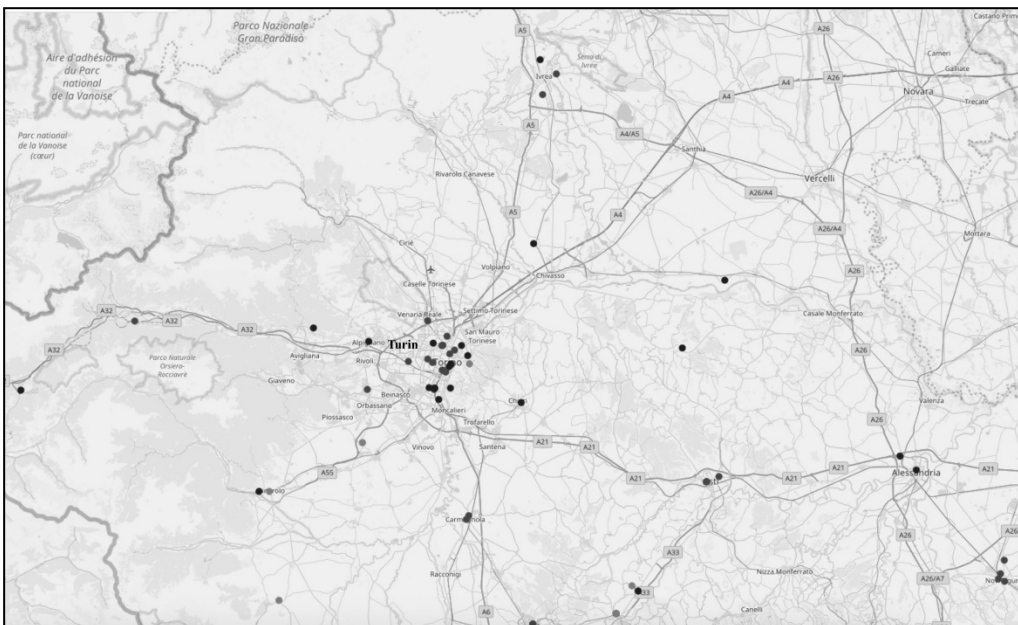 Parco Nazionale
Gran Paradiso
Castano Primo
A5
A26
Cameri
Aire d'adhésion
du Parc
national
de la Vanoise
Ivrea
Galliate
A4
A26
Novara
A4
Trecate
Parc national
de la Vanoise
(cœur)
A5
A4/A5
Santhià
Rivarolo Canavese
Vercelli
A26/A4
A5
A4
A26/A4
Mortara
Ciriè
Volpiano
Chivasso
A26
Caselle Torinese
A32
A32
Venaria Reale
Settimo Torinese
Casale Monferrato
A32
San Mauro
Torinese
Turin
A32
Avigliana
Rivoli
A26
Parco Naturale
Orsiera-
Rocciavrè
Giaveno
Beinasco
Orbassano
Valenza
Piossasco
Moncalieri
Trofarello
A26
Vinovo
Santena
A21
A21
A55
A21
A21
A21
A21
Alessandria
Carmagnola
A26
A26
A33
Racconigi
Nizza Monferrato
A26/A7
A33
Canelli
A6